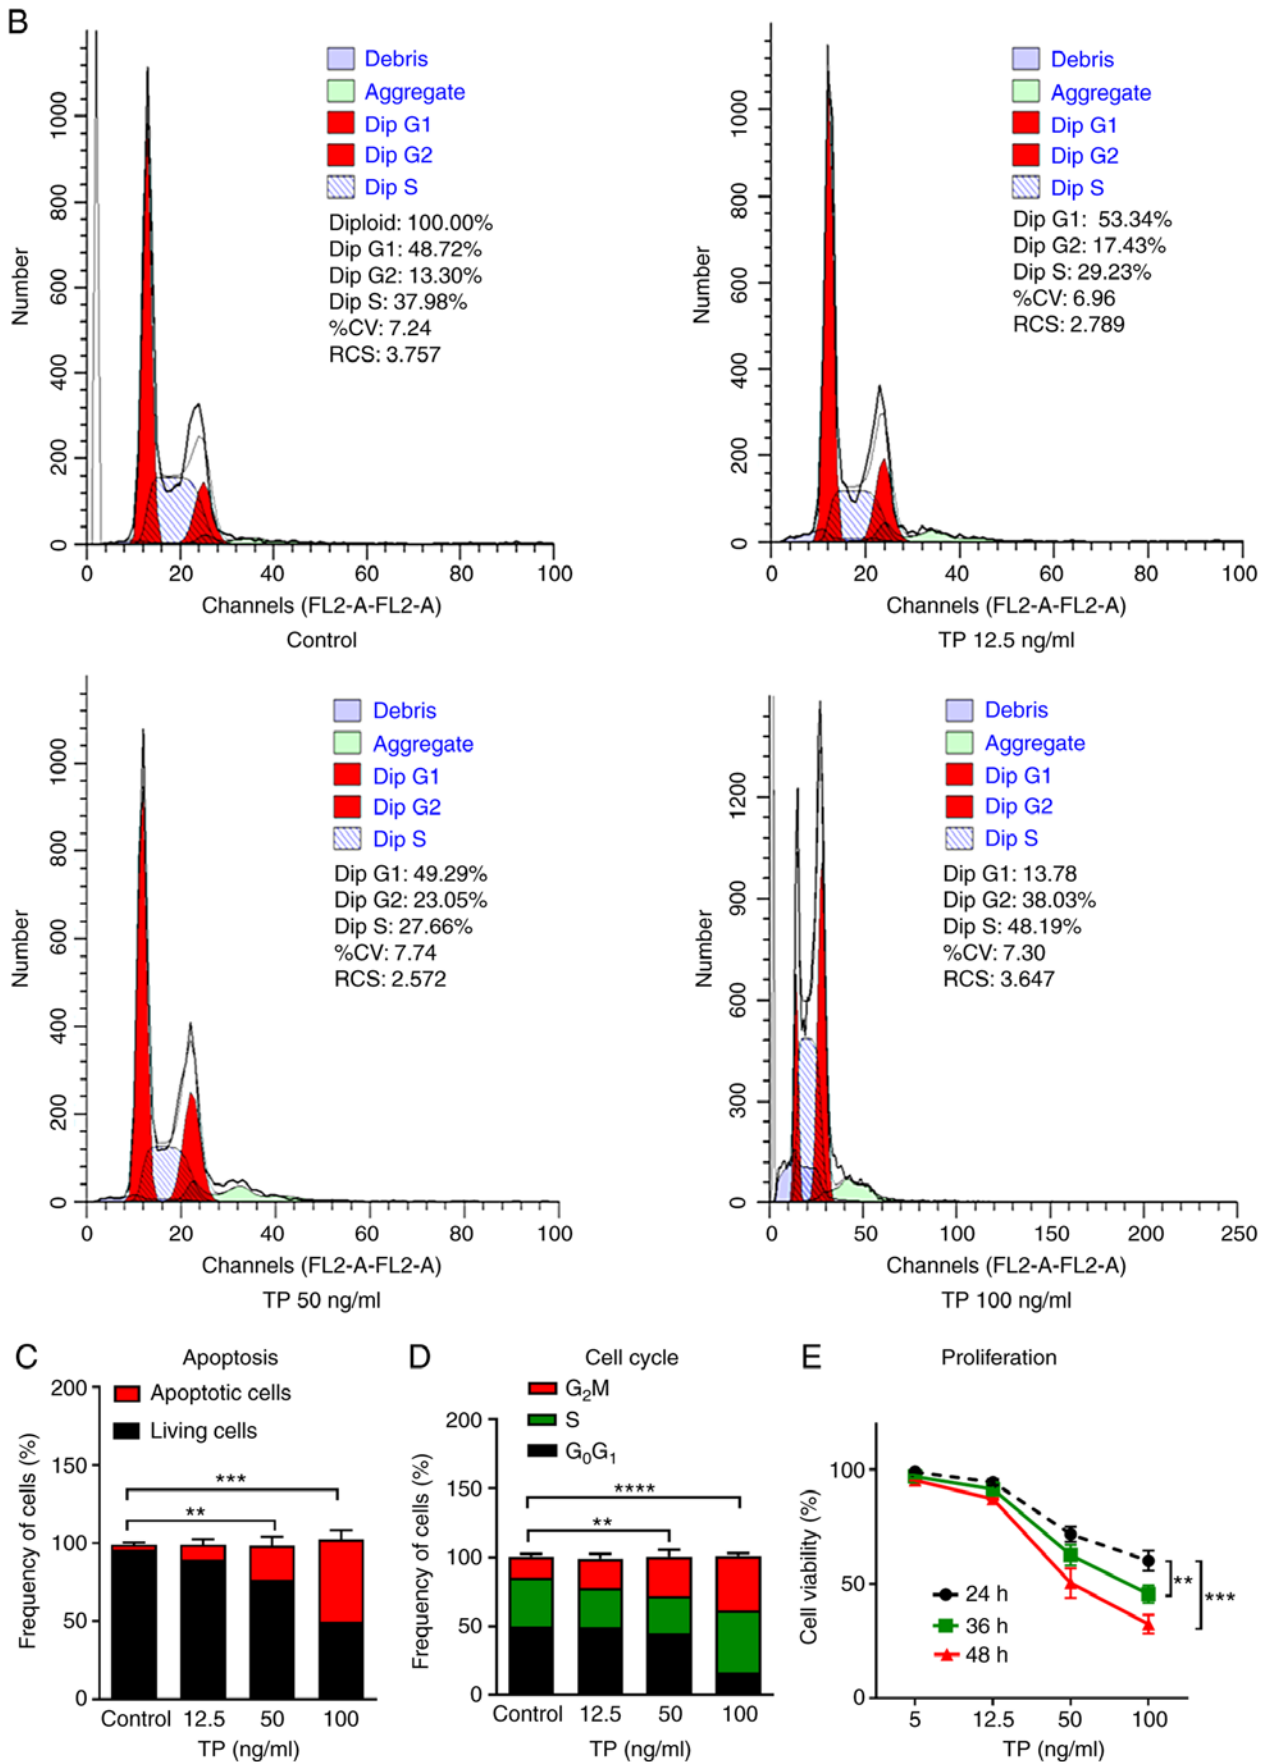 B
Debris
Aggregate
Dip G1
Dip G2
Dip S
Diploid: 100.00%
Dip G1: 48.72%
Dip G2: 13.30%
Dip S: 37.98%
%CV: 7.24
RCS: 3.757
Number
1000
800
600
400
200
0
0 20 40 60 80 100
Channels (FL2-A-FL2-A)
Control
Debris
Aggregate
Dip G1
Dip G2
Dip S
Dip G1: 53.34%
Dip G2: 17.43%
Dip S: 29.23%
%CV: 6.96
RCS: 2.789
Number
1000
800
600
400
200
0
0 20 40 60 80 100
Channels (FL2-A-FL2-A)
TP 12.5 ng/ml
Debris
Aggregate
Dip G1
Dip G2
Dip S
Dip G1: 49.29%
Dip G2: 23.05%
Dip S: 27.66%
%CV: 7.74
RCS: 2.572
Number
1000
800
600
400
200
0
0 20 40 60 80 100
Channels (FL2-A-FL2-A)
TP 50 ng/ml
Debris
Aggregate
Dip G1
Dip G2
Dip S
Dip G1: 13.78
Dip G2: 38.03%
Dip S: 48.19%
%CV: 7.30
RCS: 3.647
Number
1200
900
600
300
0
0 50 100 150 200 250
Channels (FL2-A-FL2-A)
TP 100 ng/ml
C
Apoptosis
Apoptotic cells
Living cells
Frequency of cells (%)
200
150
100
50
0
***
**
Control 12.5 50 100
TP (ng/ml)
D
Cell cycle
G₂M
S
G₀G₁
Frequency of cells (%)
200
150
100
50
0
****
**
Control 12.5 50 100
TP (ng/ml)
E
Proliferation
Cell viability (%)
100
50
0
24 h
36 h
48 h
**
***
5 12.5 50 100
TP (ng/ml)